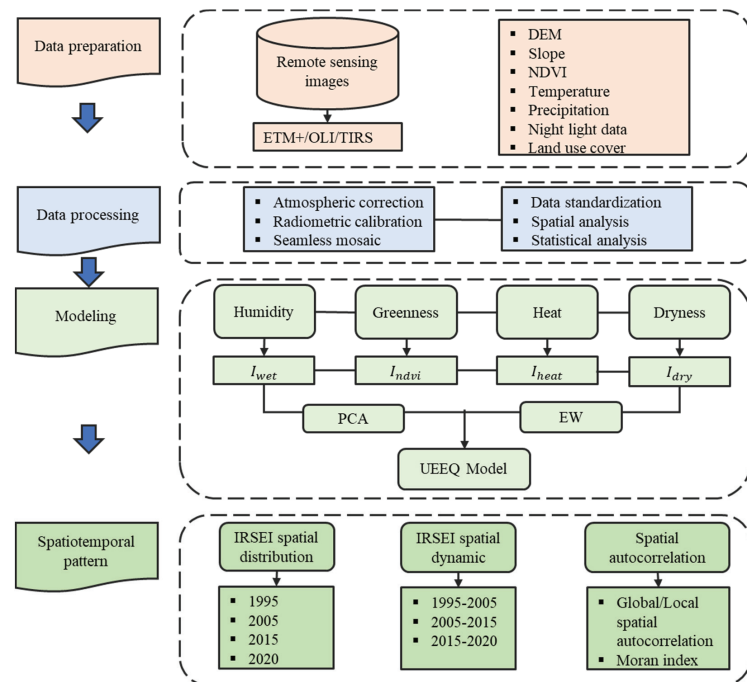 Data preparation
Remote sensing
images
ETM+/OLI/TIRS
▪ DEM
▪ Slope
▪ NDVI
▪ Temperature
▪ Precipitation
▪ Night light data
▪ Land use cover
Data processing
▪ Atmospheric correction
▪ Radiometric calibration
▪ Seamless mosaic
▪ Data standardization
▪ Spatial analysis
▪ Statistical analysis
Modeling
Humidity
Greenness
Heat
Dryness
I_wet
I_ndvi
I_heat
I_dry
PCA
EW
UEEQ Model
Spatiotemporal
pattern
IRSEI spatial
distribution
▪ 1995
▪ 2005
▪ 2015
▪ 2020
IRSEI spatial
dynamic
▪ 1995-2005
▪ 2005-2015
▪ 2015-2020
Spatial
autocorrelation
▪ Global/Local
spatial
autocorrelation
▪ Moran index